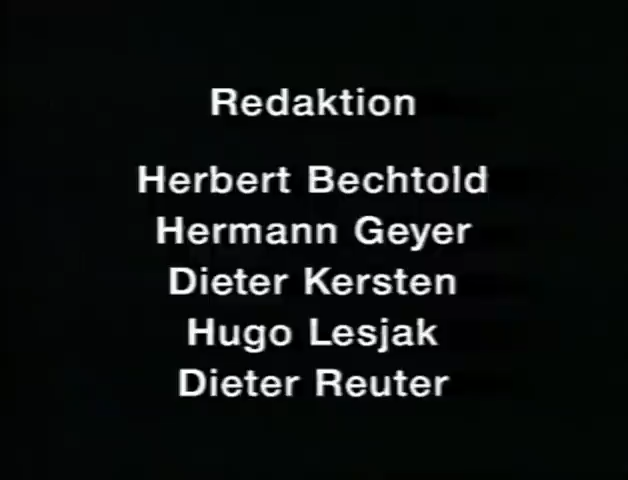 Redaktion
Herbert Bechtold
Hermann Geyer
Dieter Kersten
Hugo Lesjak
Dieter Reuter